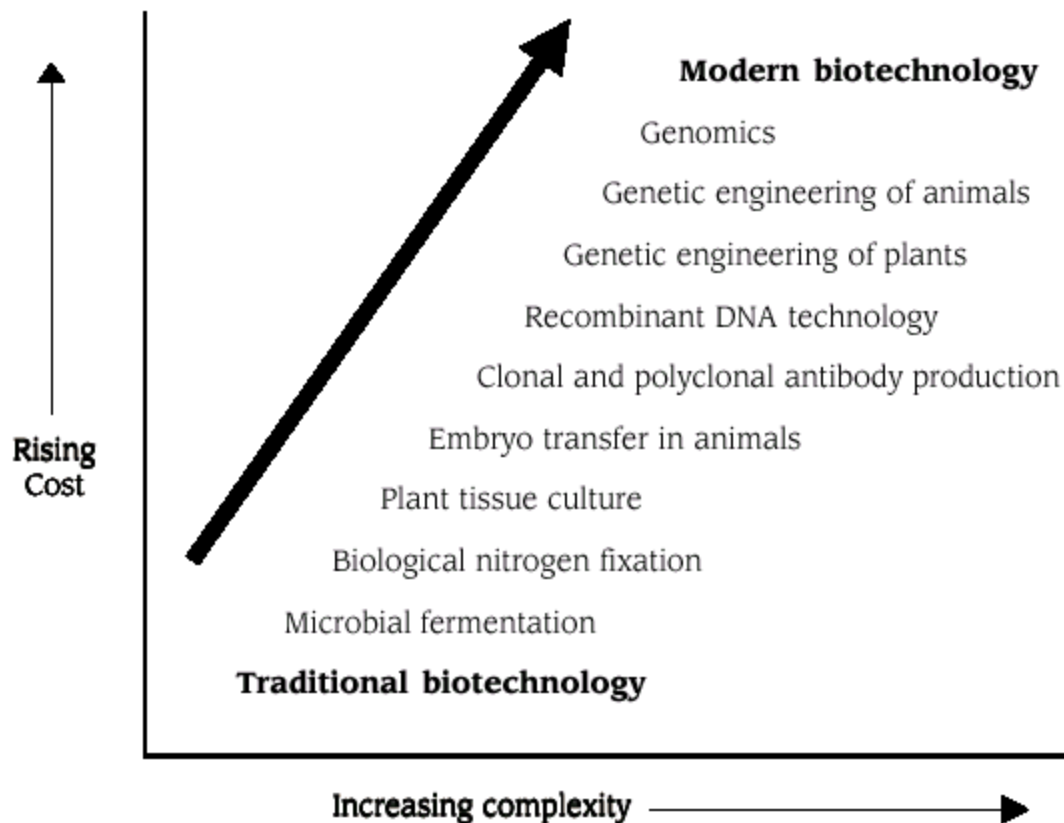 Modern biotechnology
Genomics
Genetic engineering of animals
Genetic engineering of plants
Recombinant DNA technology
Clonal and polyclonal antibody production
Embryo transfer in animals
Plant tissue culture
Biological nitrogen fixation
Microbial fermentation
Traditional biotechnology
Rising
Cost
Increasing complexity